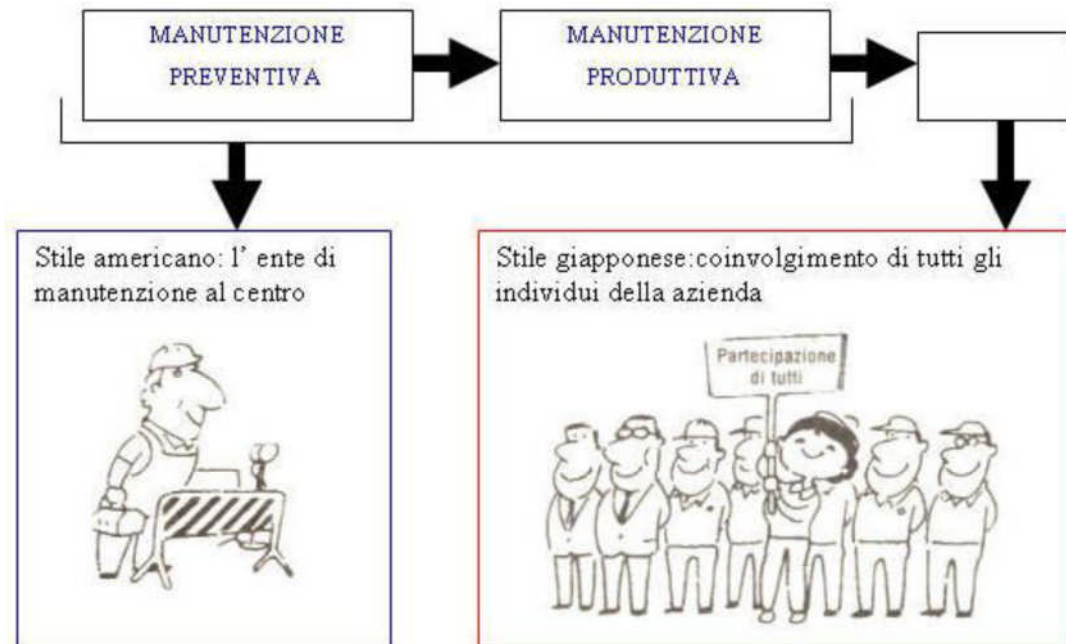 MANUTENZIONE
PREVENTIVA
MANUTENZIONE
PRODUTTIVA
Stile americano: l' ente di
manutenzione al centro
Stile giapponese:coinvolgimento di tutti gli
individui della azienda
Partecipazione
di tutti